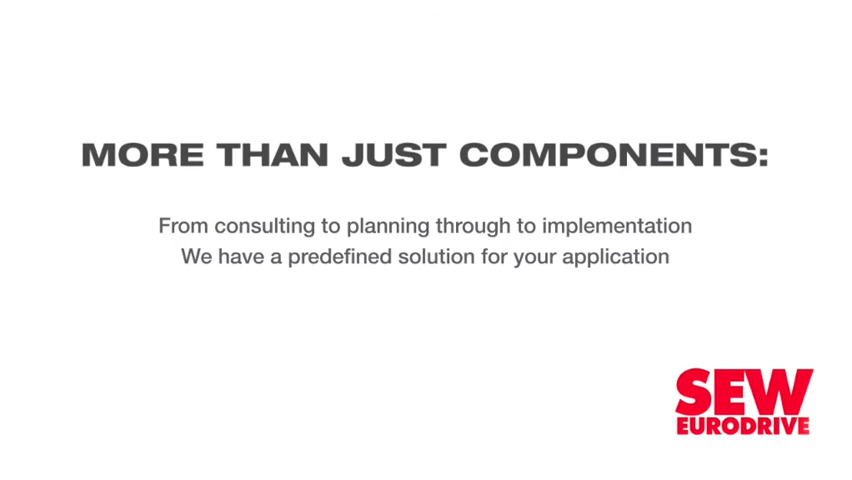 MORE THAN JUST COMPONENTS:
From consulting to planning through to implementation
We have a predefined solution for your application
SEW
EURODRIVE